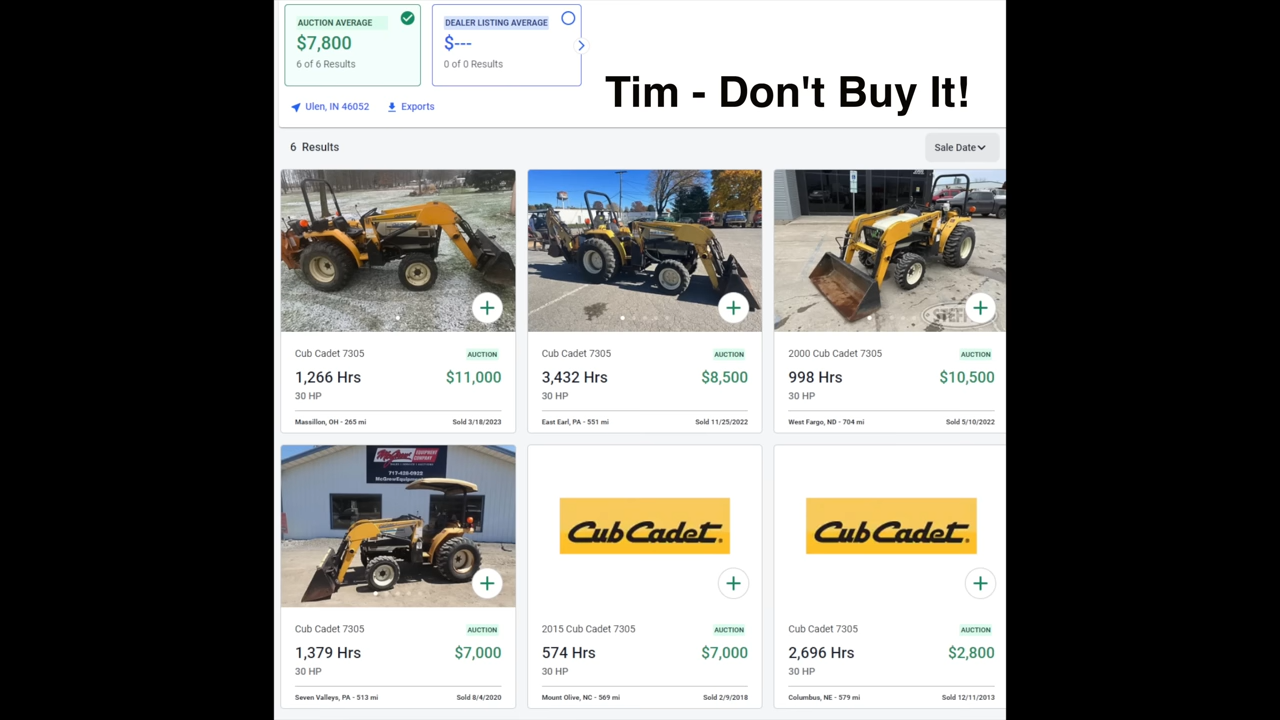 AUCTION AVERAGE
$7,800
6 of 6 Results
DEALER LISTING AVERAGE
$---
0 of 0 Results
Tim - Don't Buy It!
Ulen, IN 46052
Exports
6 Results
Sale Date
Cub Cadet 7305
AUCTION
1,266 Hrs
$11,000
30 HP
Massillon, OH - 265 mi
Sold 3/18/2023
Cub Cadet 7305
AUCTION
3,432 Hrs
$8,500
30 HP
East Earl, PA - 551 mi
Sold 11/25/2022
STEFF
2000 Cub Cadet 7305
AUCTION
998 Hrs
$10,500
30 HP
West Fargo, ND - 704 mi
Sold 5/10/2022
McGrew EQUIPMENT COMPANY
717-420-0922
Cub Cadet 7305
AUCTION
1,379 Hrs
$7,000
30 HP
Seven Valleys, PA - 513 mi
Sold 8/4/2020
Cub Cadet
2015 Cub Cadet 7305
AUCTION
574 Hrs
$7,000
30 HP
Mount Olive, NC - 569 mi
Sold 2/9/2018
Cub Cadet
Cub Cadet 7305
AUCTION
2,696 Hrs
$2,800
30 HP
Columbus, NE - 579 mi
Sold 12/11/2013